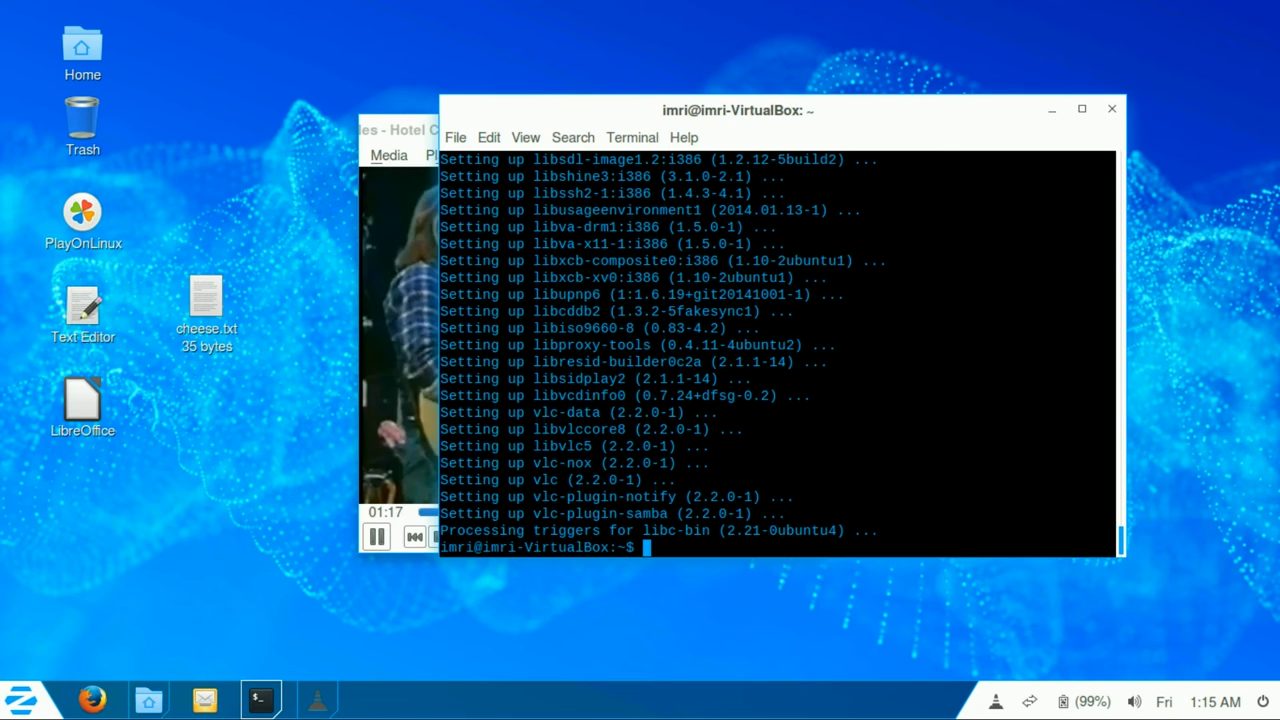 Home
Trash
PlayOnLinux
Text Editor
cheese.txt
35 bytes
LibreOffice
les - Hotel C
Media
01:17
imri@imri-VirtualBox: ~
File Edit View Search Terminal Help
Setting up libsdl-image1.2:i386 (1.2.12-5build2) ...
Setting up libshine3:i386 (3.1.0-2.1) ...
Setting up libssh2-1:i386 (1.4.3-4.1) ...
Setting up libusageenvironment1 (2014.01.13-1) ...
Setting up libva-drm1:i386 (1.5.0-1) ...
Setting up libva-x11-1:i386 (1.5.0-1) ...
Setting up libxcb-composite0:i386 (1.10-2ubuntu1) ...
Setting up libxcb-xv0:i386 (1.10-2ubuntu1) ...
Setting up libupnp6 (1:1.6.19+git20141001-1) ...
Setting up libcddb2 (1.3.2-5fakesync1) ...
Setting up libiso9660-8 (0.83-4.2) ...
Setting up libproxy-tools (0.4.11-4ubuntu2) ...
Setting up libresid-builder0c2a (2.1.1-14) ...
Setting up libsidplay2 (2.1.1-14) ...
Setting up libvcdinfo0 (0.7.24+dfsg-0.2) ...
Setting up vlc-data (2.2.0-1) ...
Setting up libvlccore8 (2.2.0-1) ...
Setting up libvlc5 (2.2.0-1) ...
Setting up vlc-nox (2.2.0-1) ...
Setting up vlc (2.2.0-1) ...
Setting up vlc-plugin-notify (2.2.0-1) ...
Setting up vlc-plugin-samba (2.2.0-1) ...
Processing triggers for libc-bin (2.21-0ubuntu4) ...
imri@imri-VirtualBox:~$
(99%) Fri 1:15 AM